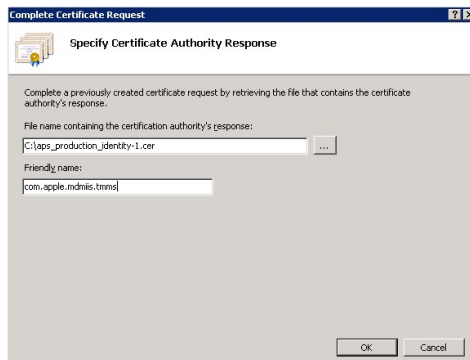 Complete Certificate Request
Specify Certificate Authority Response
Complete a previously created certificate request by retrieving the file that contains the certificate
authority's response.
File name containing the certification authority's response:
C:\aps_production_identity-1.cer
...
Friendly name:
com.apple.mdmiis.tmms
OK Cancel